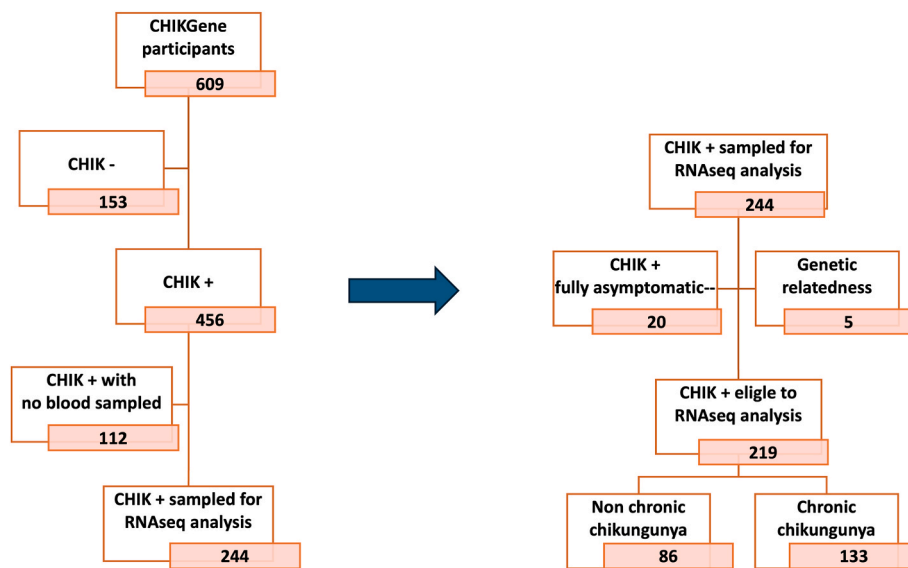 CHIKGene
participants
609
CHIK -
153
CHIK +
456
CHIK + with
no blood sampled
112
CHIK + sampled for
RNAseq analysis
244
CHIK + sampled for
RNAseq analysis
244
CHIK +
fully asymptomatic--
20
Genetic
relatedness
5
CHIK + eligle to
RNAseq analysis
219
Non chronic
chikungunya
86
Chronic
chikungunya
133